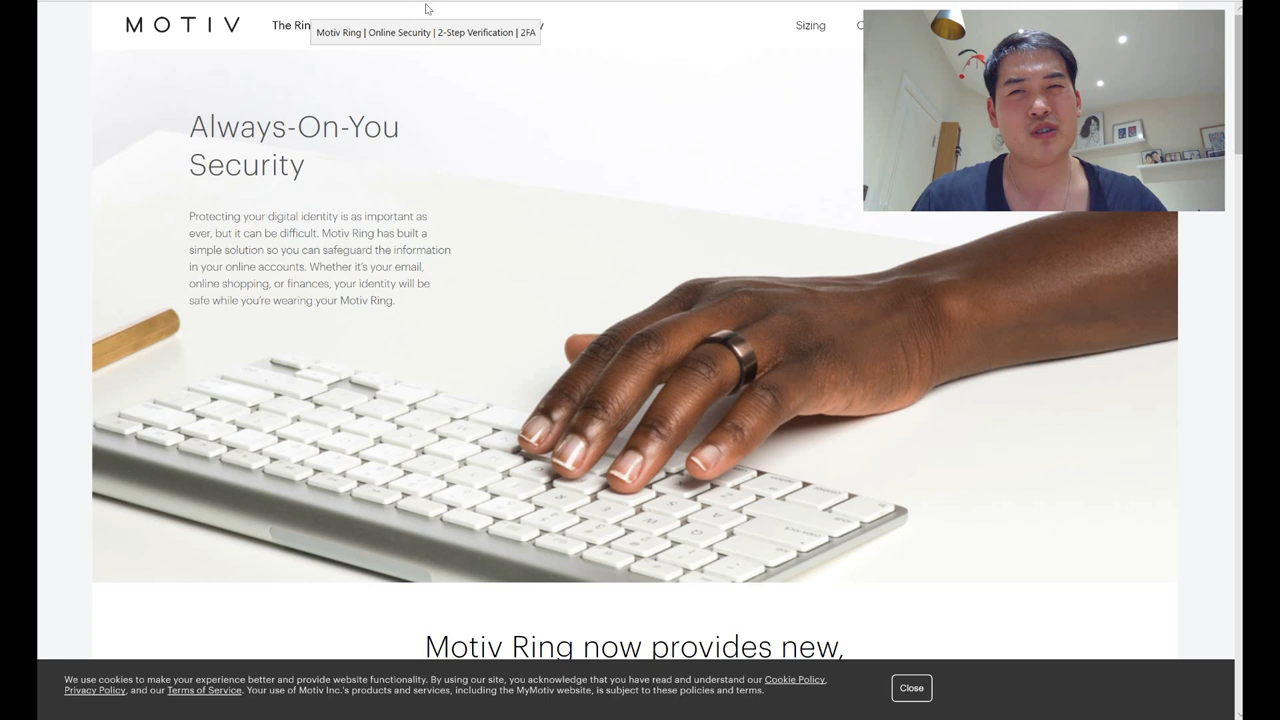 MOTIV
The Rin
Motiv Ring | Online Security | 2-Step Verification | 2FA
Sizing
Always-On-You
Security
Protecting your digital identity is as important as
ever, but it can be difficult. Motiv Ring has built a
simple solution so you can safeguard the information
in your online accounts. Whether it's your email,
online shopping, or finances, your identity will be
safe while you're wearing your Motiv Ring.
Motiv Ring now provides new,
We use cookies to make your experience better and provide website functionality. By using our site, you acknowledge that you have read and understand our Cookie Policy,
Privacy Policy, and our Terms of Service. Your use of Motiv Inc.'s products and services, including the MyMotiv website, is subject to these policies and terms.
Close